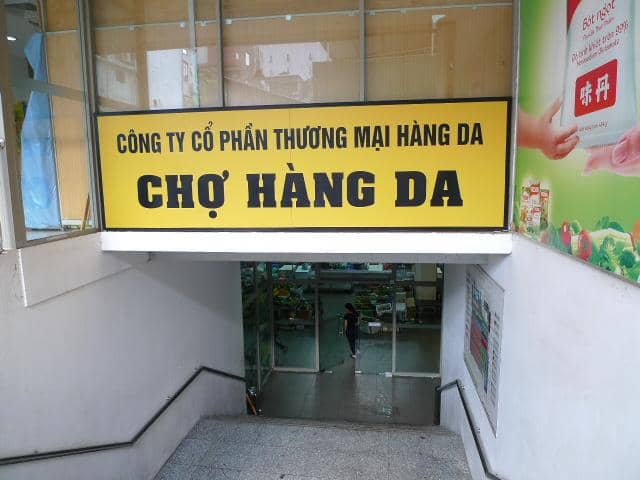 CÔNG TY CỔ PHẦN THƯƠNG MẠI HÀNG DA
CHỢ HÀNG DA
Bột ngọt
味丹